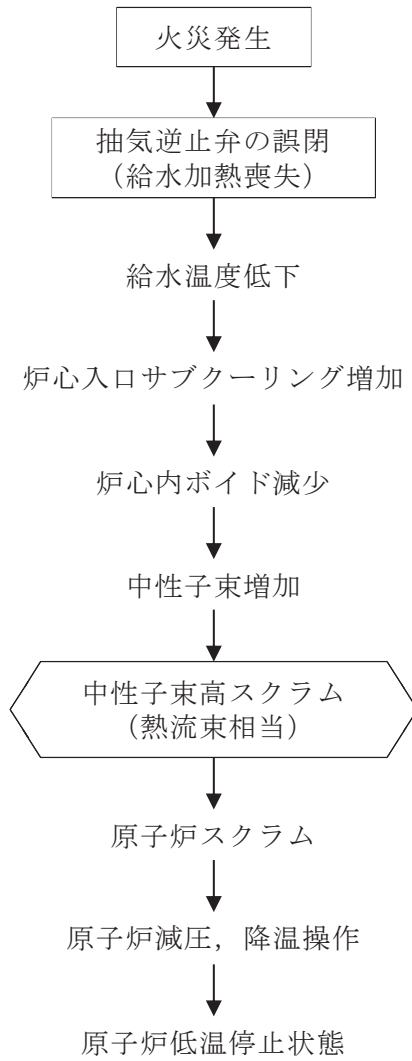 火災発生
抽気逆止弁の誤閉
（給水加熱喪失）
給水温度低下
炉心入口サブクーリング増加
炉心内ボイド減少
中性子束増加
中性子束高スクラム
（熱流束相当）
原子炉スクラム
原子炉減圧，降温操作
原子炉低温停止状態